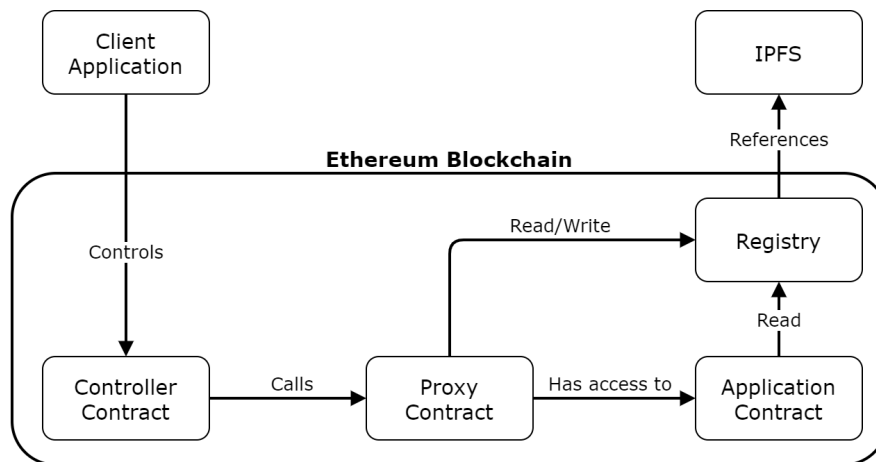 Client
Application
IPFS
References
Ethereum Blockchain
Read/Write
Registry
Controls
Read
Controller
Contract
Calls
Proxy
Contract
Has access to
Application
Contract